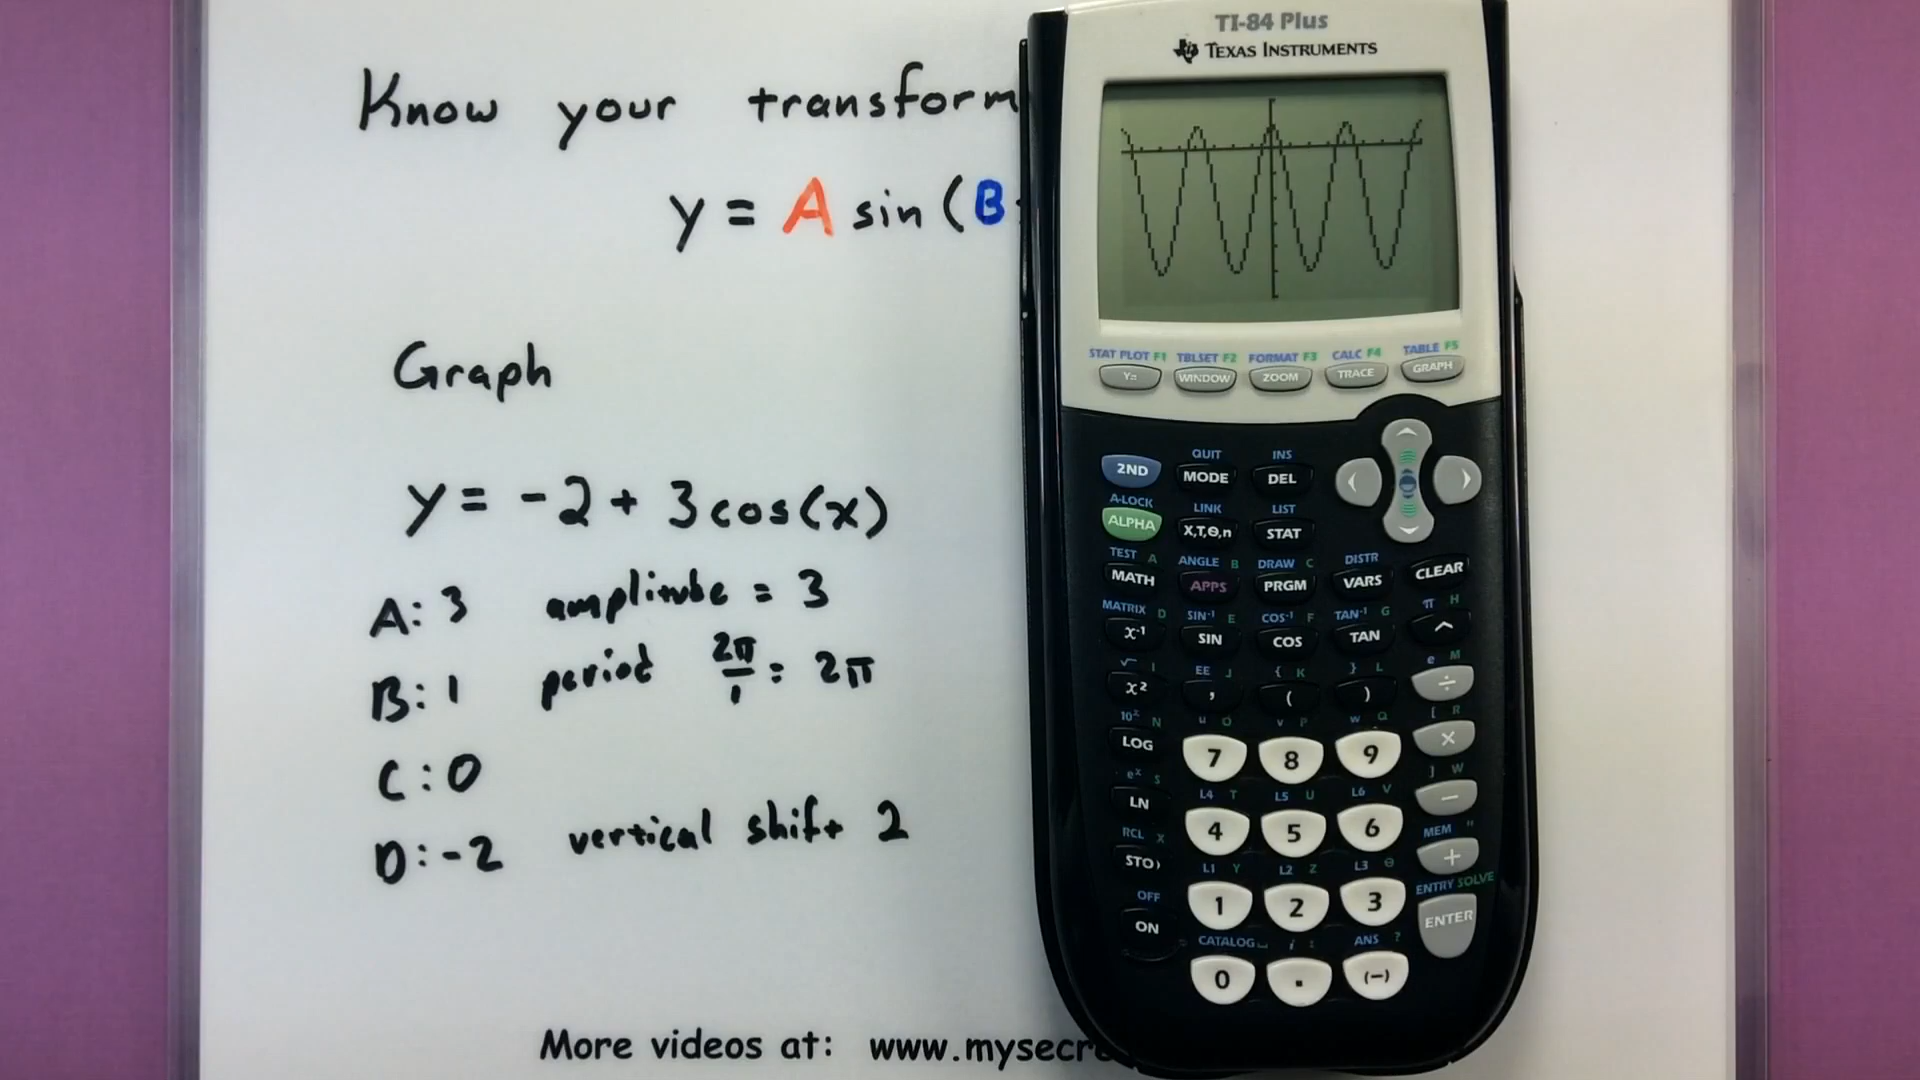 Know your transform
y = A sin (B
Graph
y = -2 + 3 cos(x)
A: 3 amplitube = 3
B: 1 period 2π/1 = 2π
C: 0
D: -2 vertical shift 2
More videos at: www.mysecre
TI-84 Plus
TEXAS INSTRUMENTS
STAT PLOT F1 TBLSET F2 FORMAT F3 CALC F4 TABLE F5
Y= WINDOW ZOOM TRACE GRAPH
QUIT INS
2ND MODE DEL
A-LOCK LINK LIST
ALPHA X,T,Θ,n STAT
TEST A ANGLE B DRAW C DISTR
MATH APPS PRGM VARS CLEAR
MATRIX D SIN⁻¹ E COS⁻¹ F TAN⁻¹ G π H
x⁻¹ SIN COS TAN ^
√ I EE J { K } L e M
x² , ( ) ÷
10ˣ N u O v P w Q [ R
LOG 7 8 9 ×
eˣ S L4 T L5 U L6 V ] W
LN 4 5 6 −
RCL X L1 Y L2 Z L3 θ MEM "
STO› 1 2 3 +
OFF CATALOG ⎵ i : ANS ? ENTRY SOLVE
ON 0 . (-) ENTER